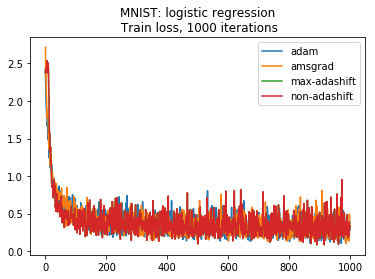 MNIST: logistic regression
Train loss, 1000 iterations
adam
amsgrad
max-adashift
non-adashift
2.5
2.0
1.5
1.0
0.5
0.0
0 200 400 600 800 1000